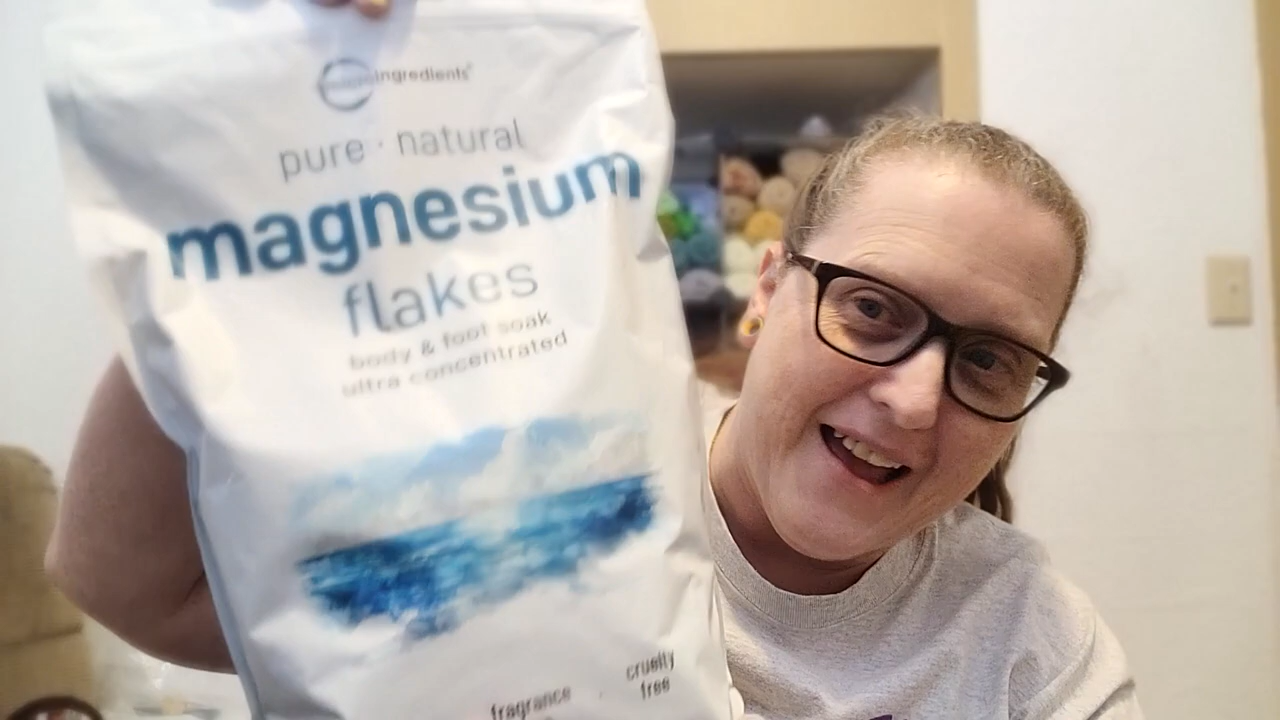 ingredients
pure · natural
magnesium
flakes
body & foot soak
ultra concentrated
cruelty
free
fragrance